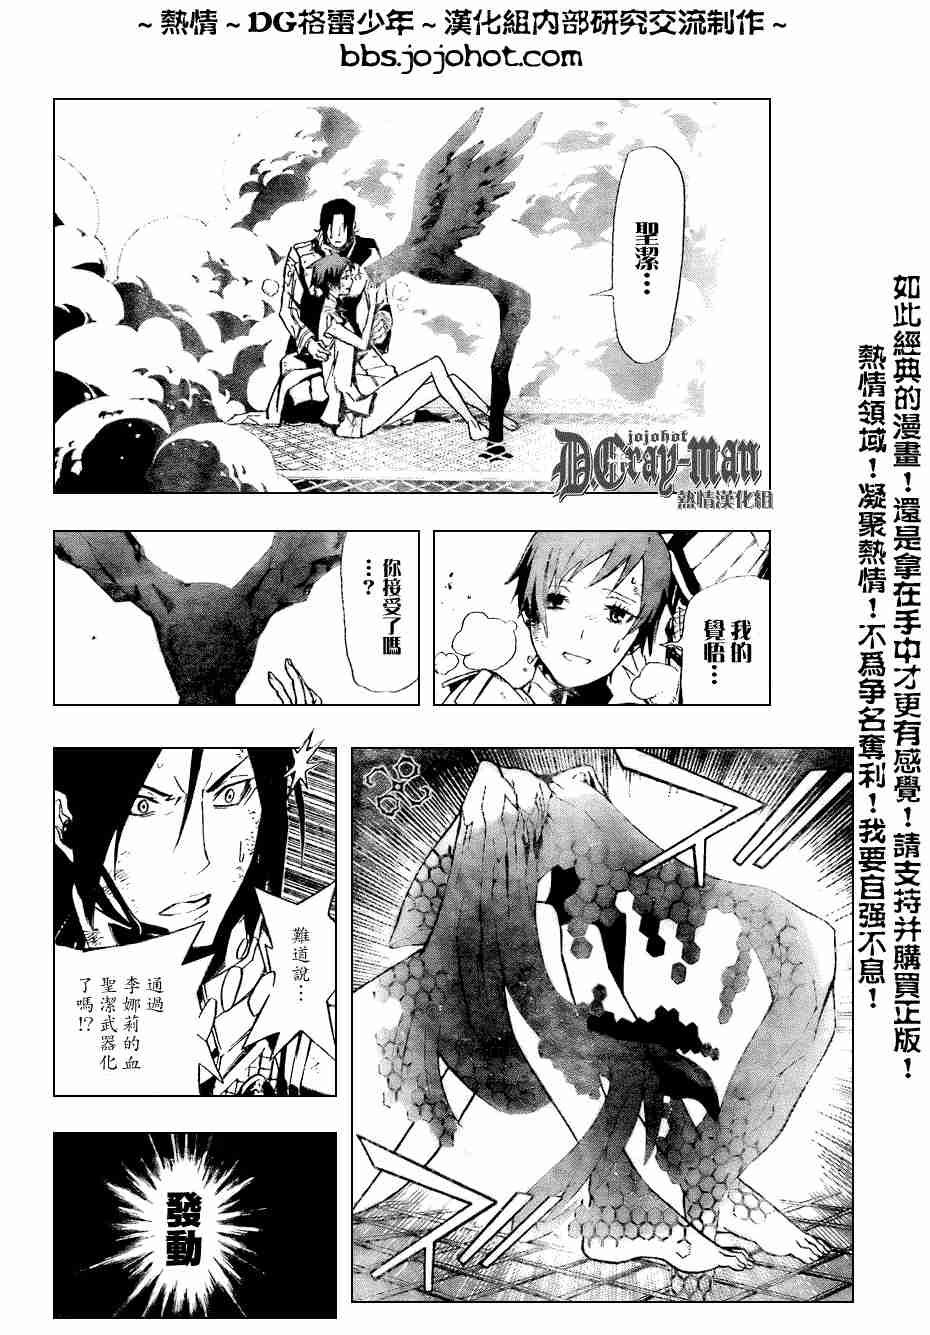 ~熱情~DG格雷少年~漢化組内部研究交流制作~
bbs.jojohot.com
聖潔…
jojohot
D.Gray-man
熱情漢化組
我的
覺悟…
你接受了嗎
…?
難道說…
通過
李娜莉的血
聖潔武器化
了嗎!?
發動
如此經典的漫畫！還是拿在手中才更有感覺！請支持并購買正版！
熱情領域！凝聚熱情！不爲争名奪利！我要自强不息！